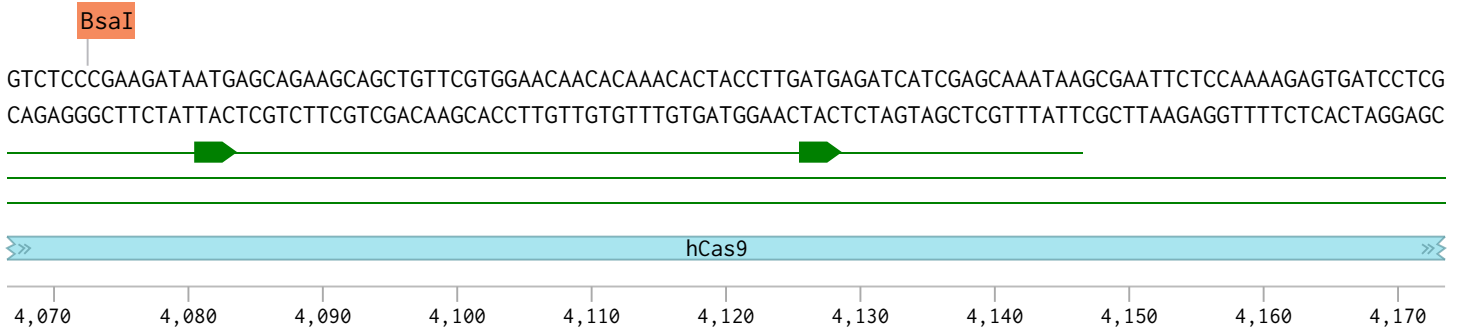 BsaI
GTCTCCCGAAGATAATGAGCAGAAGCAGCTGTTCGTGGAACAACACAAACACTACCTTGATGAGATCATCGAGCAAATAAGCGAATTCTCCAAAAGAGTGATCCTCG
CAGAGGGCTTCTATTACTCGTCTTCGTCGACAAGCACCTTGTTGTGTTTGTGATGGAACTACTCTAGTAGCTCGTTTATTCGCTTAAGAGGTTTTCTCACTAGGAGC
hCas9
4,070 4,080 4,090 4,100 4,110 4,120 4,130 4,140 4,150 4,160 4,170